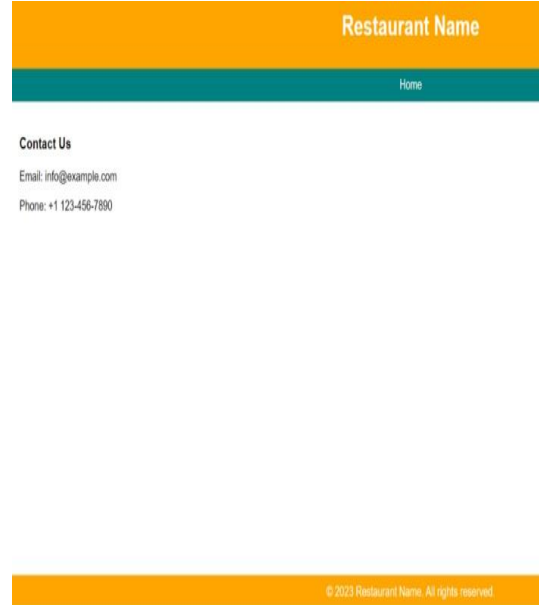 Restaurant Name
Home
Contact Us
Email: info@example.com
Phone: +1 123-456-7890
© 2023 Restaurant Name. All rights reserved.